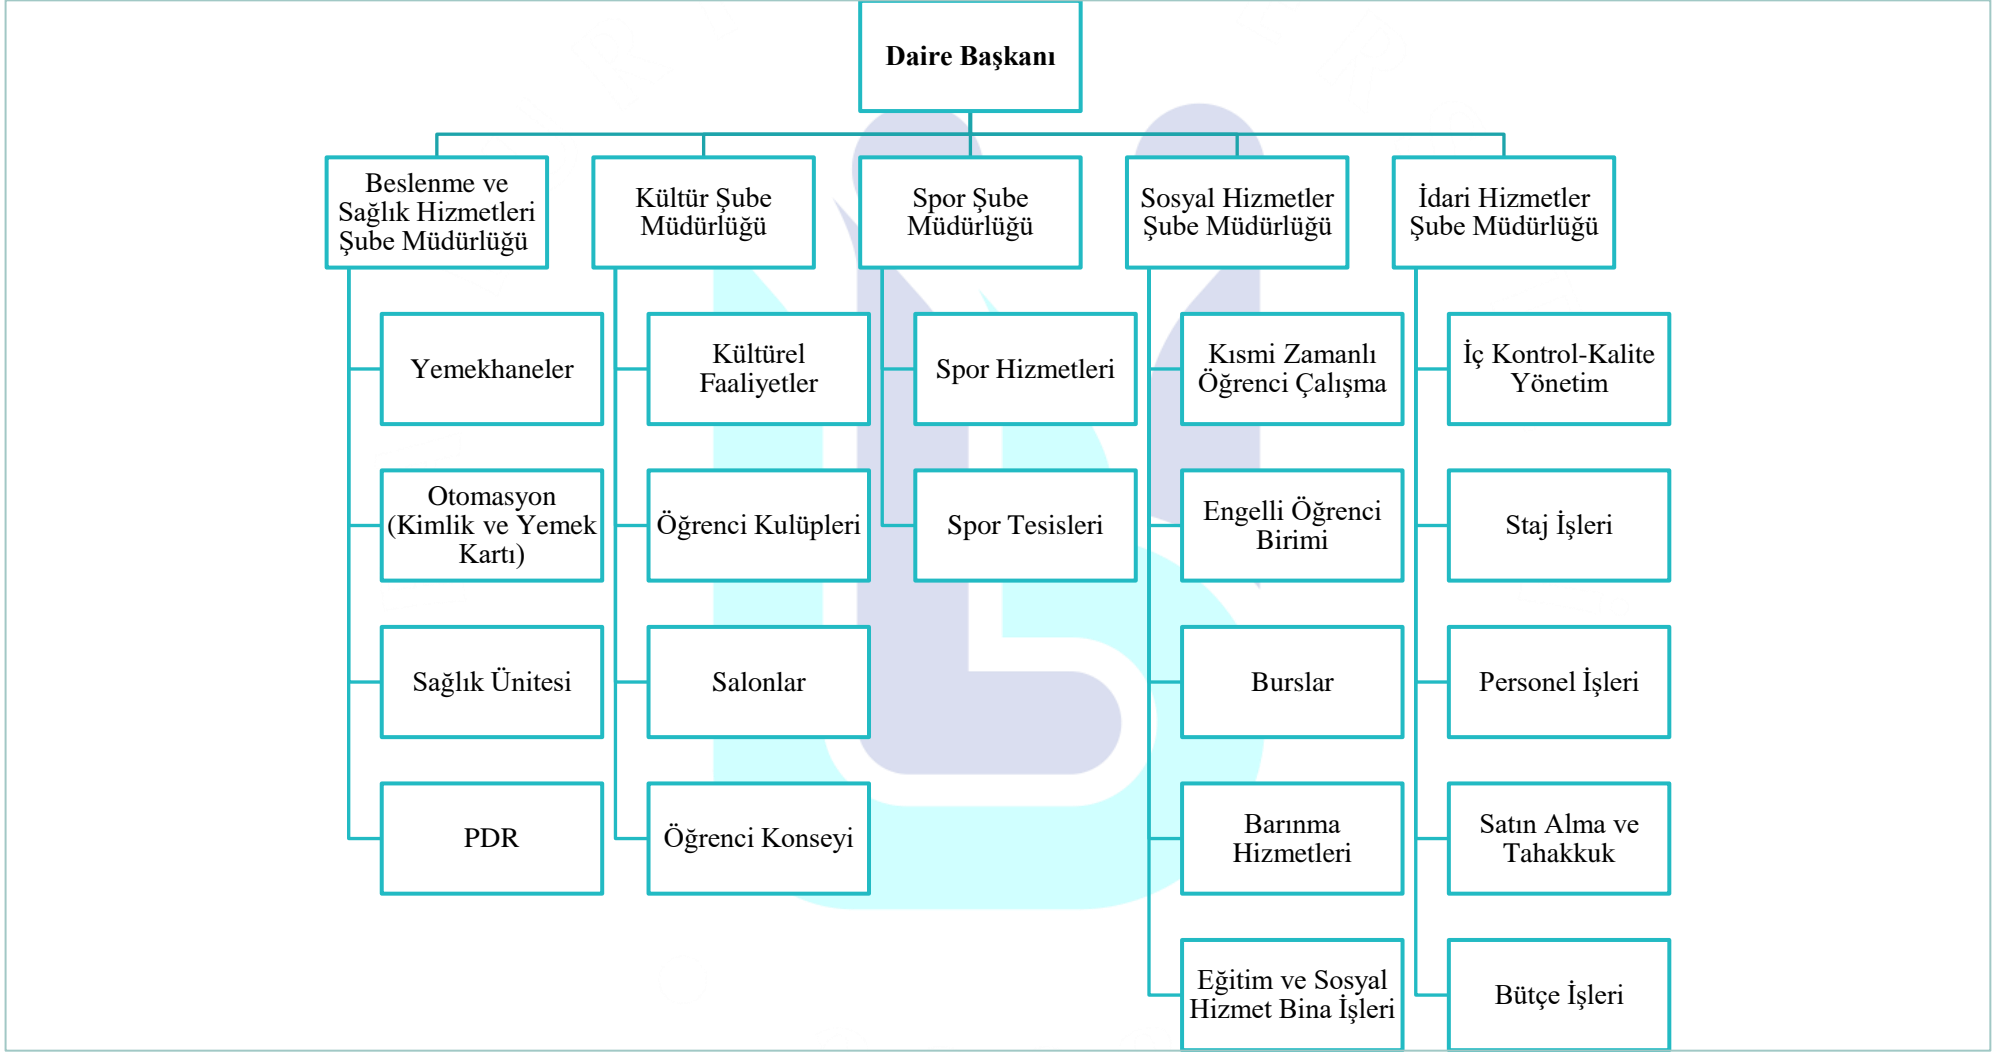 Daire Başkanı
Beslenme ve
Sağlık Hizmetleri
Şube Müdürlüğü
Yemekhaneler
Otomasyon
(Kimlik ve Yemek
Kartı)
Sağlık Ünitesi
PDR
Kültür Şube
Müdürlüğü
Kültürel
Faaliyetler
Öğrenci Kulüpleri
Salonlar
Öğrenci Konseyi
Spor Şube
Müdürlüğü
Spor Hizmetleri
Spor Tesisleri
Sosyal Hizmetler
Şube Müdürlüğü
Kısmi Zamanlı
Öğrenci Çalışma
Engelli Öğrenci
Birimi
Burslar
Barınma
Hizmetleri
Eğitim ve Sosyal
Hizmet Bina İşleri
İdari Hizmetler
Şube Müdürlüğü
İç Kontrol-Kalite
Yönetim
Staj İşleri
Personel İşleri
Satın Alma ve
Tahakkuk
Bütçe İşleri